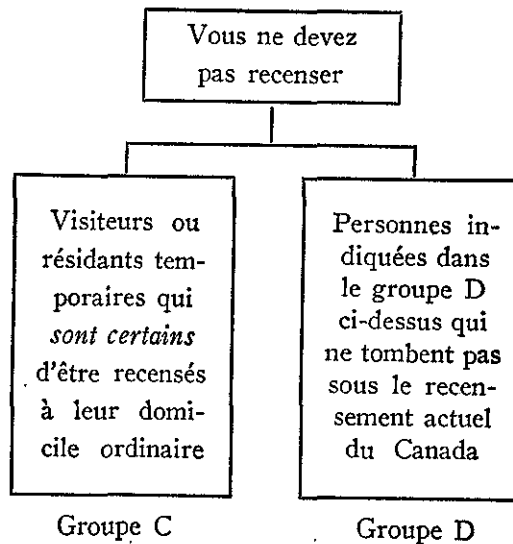 Vous ne devez
pas recenser
Visiteurs ou
résidants tem-
poraires qui
sont certains
d'être recensés
à leur domi-
cile ordinaire
Groupe C
Personnes in-
diquées dans
le groupe D
ci-dessus qui
ne tombent pas
sous le recen-
sement actuel
du Canada
Groupe D